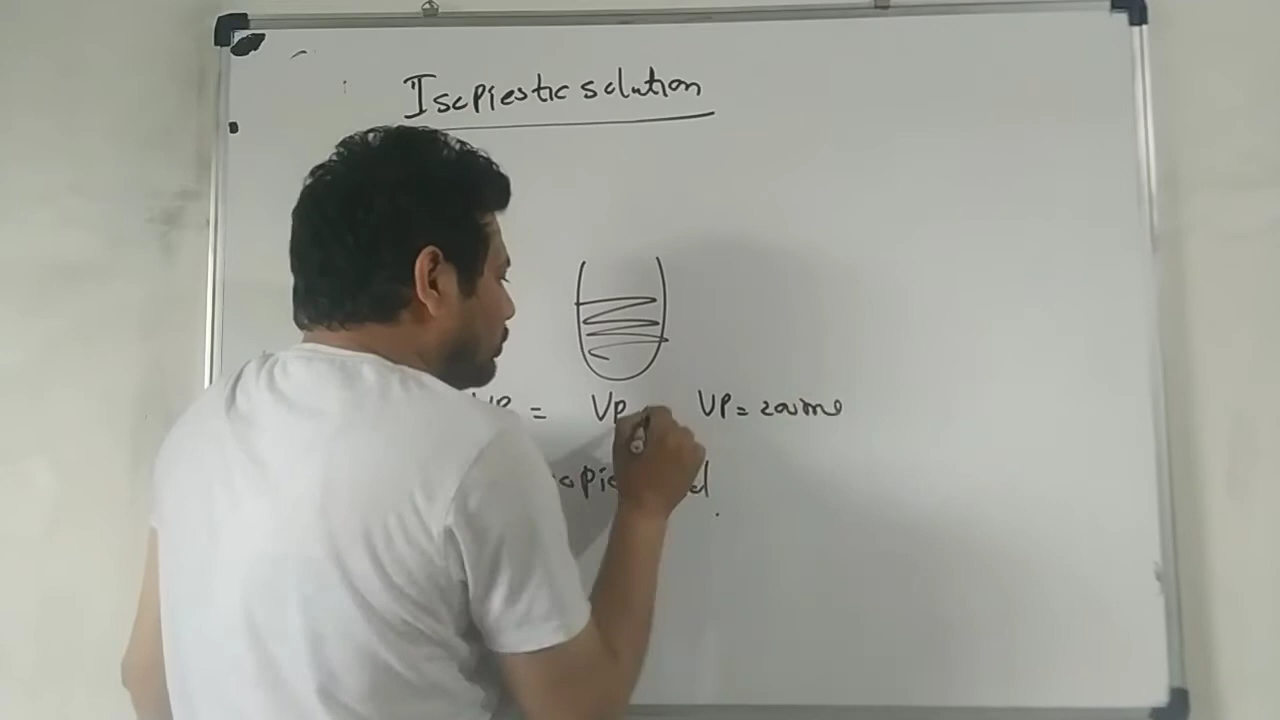 Isopiestic solution
VP = VP VP = same